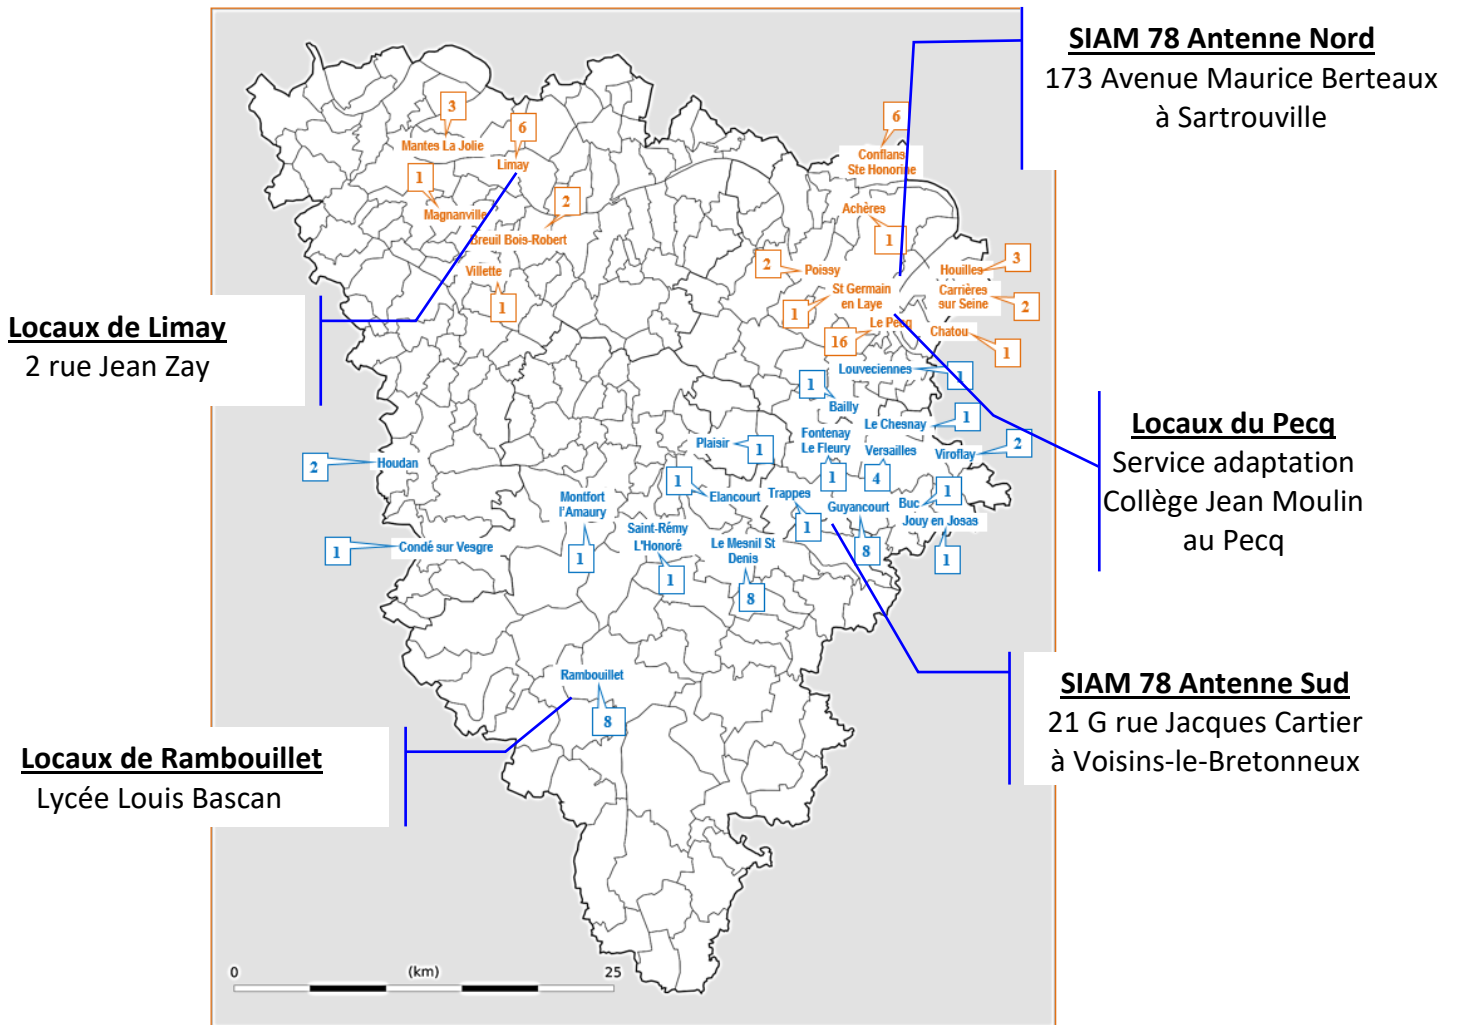 SIAM 78 Antenne Nord
173 Avenue Maurice Berteaux
à Sartrouville
3
Mantes La Jolie
6
Limay
1
Magnanville
2
Breuil Bois-Robert
Villette
1
6
Conflans
Ste Honorine
Achères
1
2
Poissy
Houilles
3
St Germain
en Laye
1
Carrières
sur Seine
2
Le Pecq
16
Chatou
1
Locaux de Limay
2 rue Jean Zay
Louveciennes
1
1
Bailly
Le Chesnay
1
Fontenay
Le Fleury
1
Versailles
4
Viroflay
2
Plaisir
1
Locaux du Pecq
Service adaptation
Collège Jean Moulin
au Pecq
2
Houdan
1
Elancourt
Trappes
1
Guyancourt
8
Buc
1
Jouy en Josas
1
Montfort
l'Amaury
1
Saint-Rémy
L'Honoré
1
Le Mesnil St
Denis
8
1
Condé sur Vesgre
Rambouillet
8
SIAM 78 Antenne Sud
21 G rue Jacques Cartier
à Voisins-le-Bretonneux
Locaux de Rambouillet
Lycée Louis Bascan
0
(km)
25